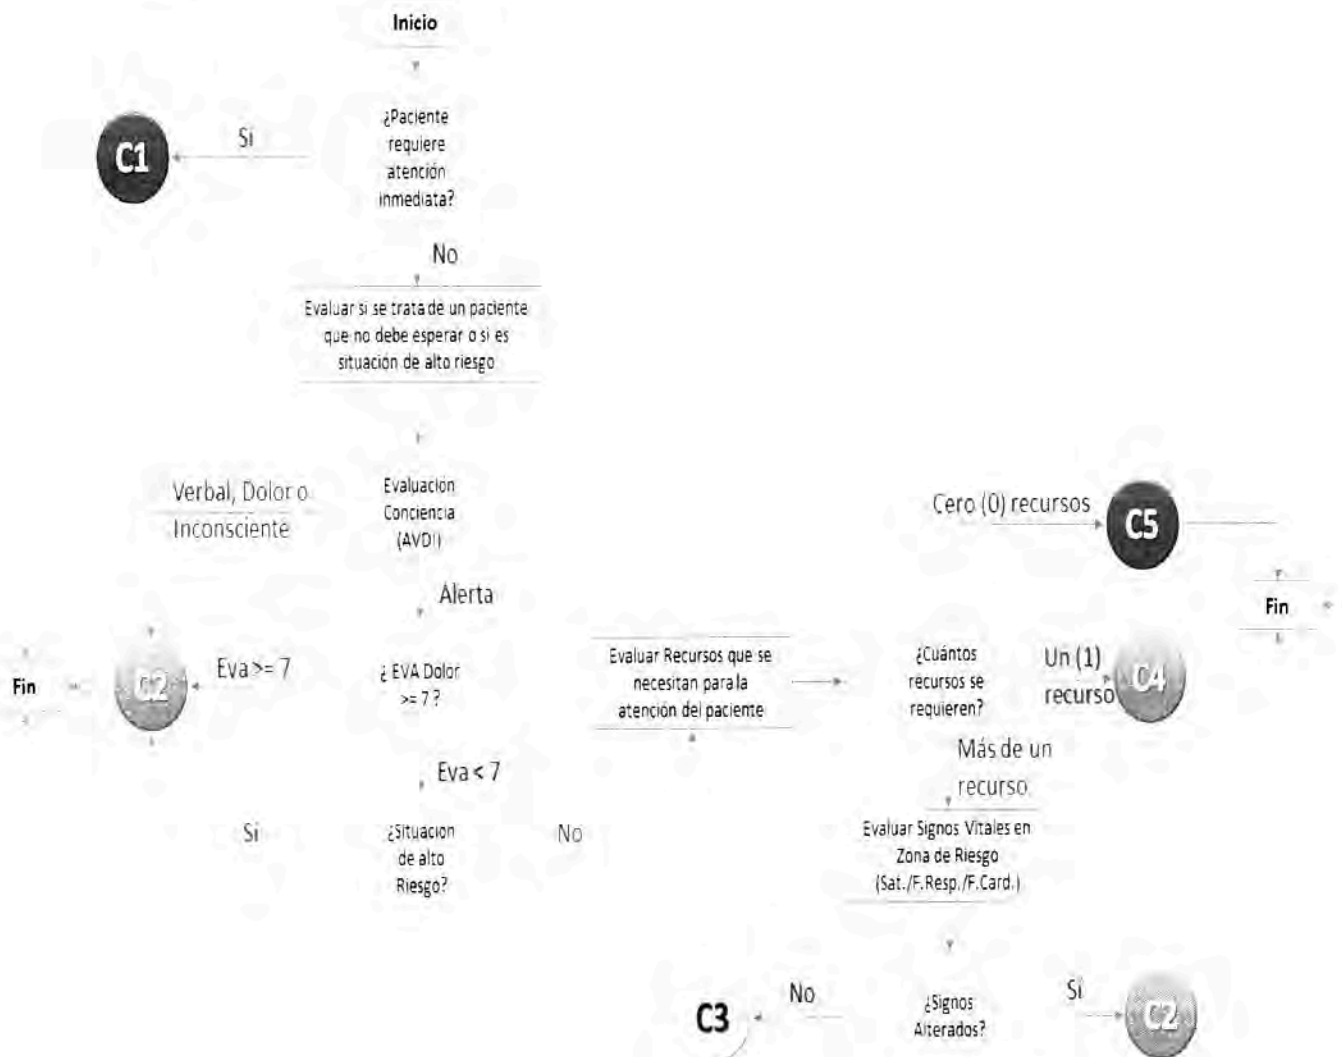 Inicio
¿Paciente
requiere
atención
inmediata?
Sí
C1
No
Evaluar si se trata de un paciente
que no debe esperar o si es
situación de alto riesgo
Verbal, Dolor o
Inconsciente
Evaluación
Conciencia
(AVDI)
Alerta
Fin
C2
Eva >= 7
¿ EVA Dolor
>= 7 ?
Eva < 7
Si
¿Situación
de alto
Riesgo?
No
Evaluar Recursos que se
necesitan para la
atención del paciente
¿Cuántos
recursos se
requieren?
Cero (0) recursos
C5
Fin
Un (1)
recurso
C4
Más de un
recurso
Evaluar Signos Vitales en
Zona de Riesgo
(Sat./F.Resp./F.Card.)
C3
No
¿Signos
Alterados?
Sí
C2